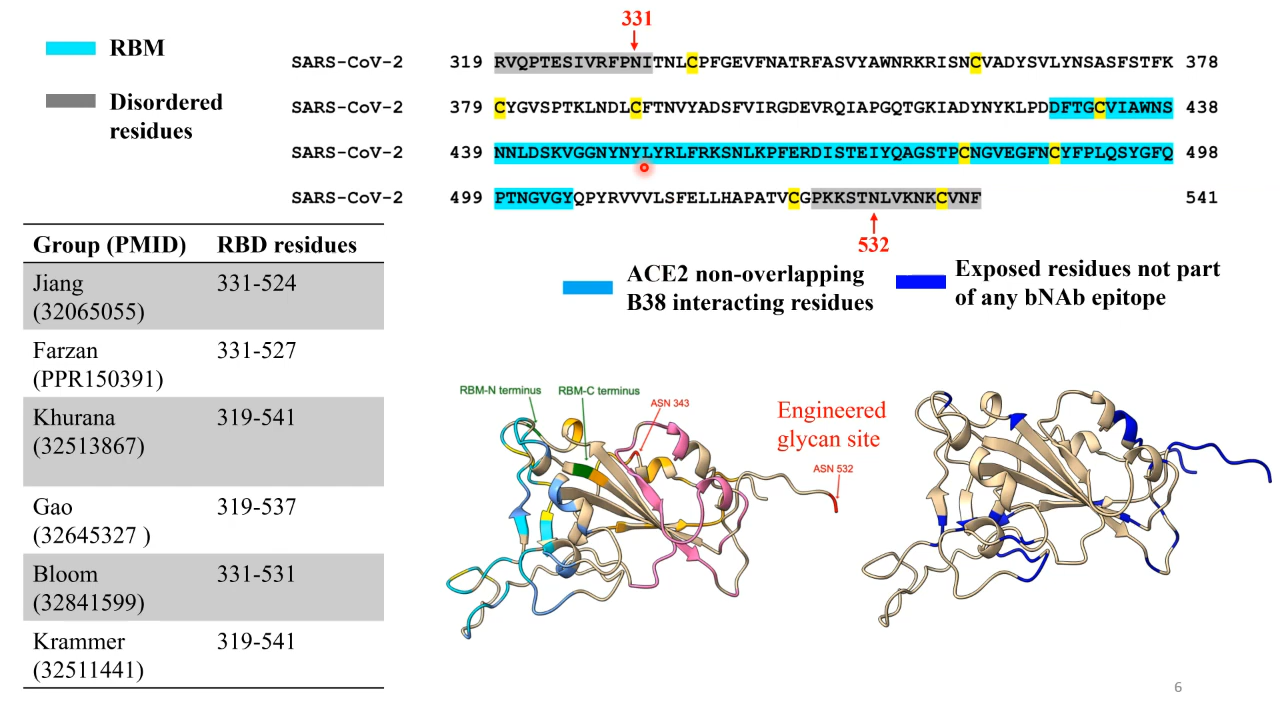 331
RBM
SARS-CoV-2 319 RVQPTESIVRFPNITNLCPFGEVFNATRFASVYAWNRKRISNCVADYSVLYNSASFSTFK 378
Disordered
residues
SARS-CoV-2 379 CYGVSPTKLNDLCFTNVYADSFVIRGDEVRQIAPGQTGKIADYNYKLPDDFTGCVIAWNS 438
SARS-CoV-2 439 NNLDSKVGGNYNYLYRLFRKSNLKPFERDISTEIYQAGSTPCNGVEGFNCYFPLQSYGFQ 498
SARS-CoV-2 499 PTNGVGYQPYRVVVLSFELLHAPATVCGPKKSTNLVKNKCVNF 541
532
Group (PMID) RBD residues
Jiang 331-524
(32065055)
Farzan 331-527
(PPR150391)
Khurana 319-541
(32513867)
Gao 319-537
(32645327 )
Bloom 331-531
(32841599)
Krammer 319-541
(32511441)
ACE2 non-overlapping
B38 interacting residues
Exposed residues not part
of any bNAb epitope
RBM-N terminus
RBM-C terminus
ASN 343
Engineered
glycan site
ASN 532
6